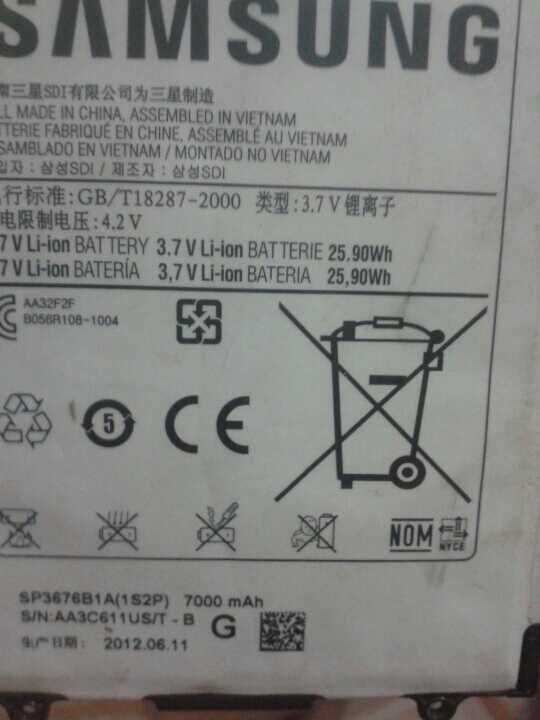 SAMSUNG
三星SDI有限公司为三星制造
MADE IN CHINA, ASSEMBLED IN VIETNAM
FABRIQUÉ EN CHINE, ASSEMBLÉ AU VIETNAM
SAMBLADO EN VIETNAM / MONTADO NO VIETNAM
입자 : 삼성SDI / 제조자 : 삼성SDI
行标准:GB/T18287-2000 类型:3.7 V 锂离子
电限制电压:4.2 V
7 V Li-ion BATTERY 3.7 V Li-ion BATTERIE 25.90Wh
7 V Li-ion BATERÍA 3,7 V Li-ion BATERIA 25,90Wh
AA32F2F
B056R108-1004
5
CE
NOM
NYCE
SP3676B1A(1S2P) 7000 mAh
S/N:AA3C611US/T - B
G
生产日期: 2012.06.11